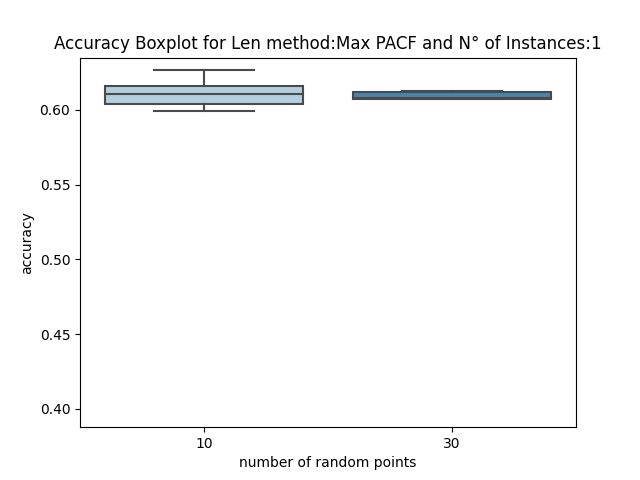 Accuracy Boxplot for Len method:Max PACF and N° of Instances:1
0.60
0.55
0.50
0.45
0.40
accuracy
10
30
number of random points